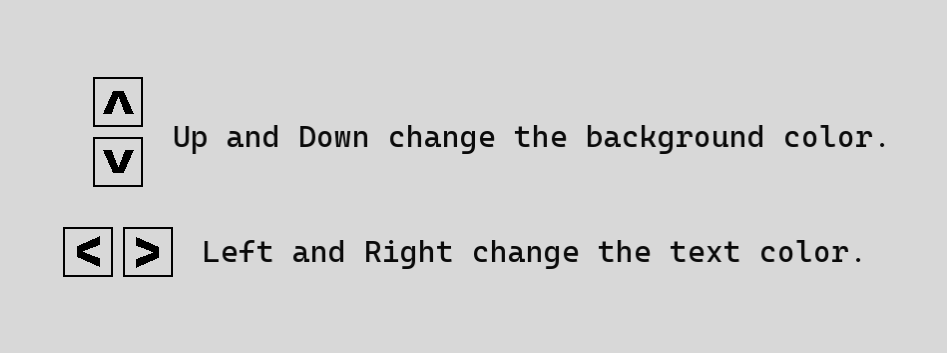 ^
v
Up and Down change the background color.
< > Left and Right change the text color.